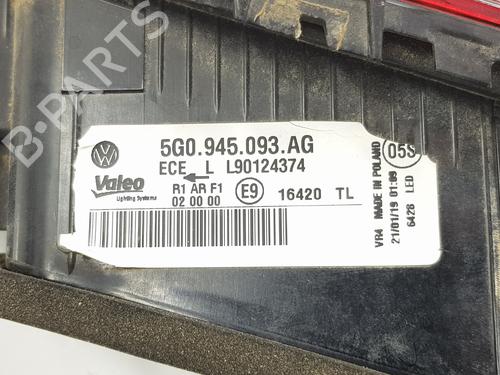 B-PARTS
5G0.945.093.AG
ECE L L90124374
Valeo
Lighting Systems
R1 AR F1
02 00 00
E9
16420 TL
VR4 MADE IN POLAND
21/01/19 01:09
6428 LED
05S